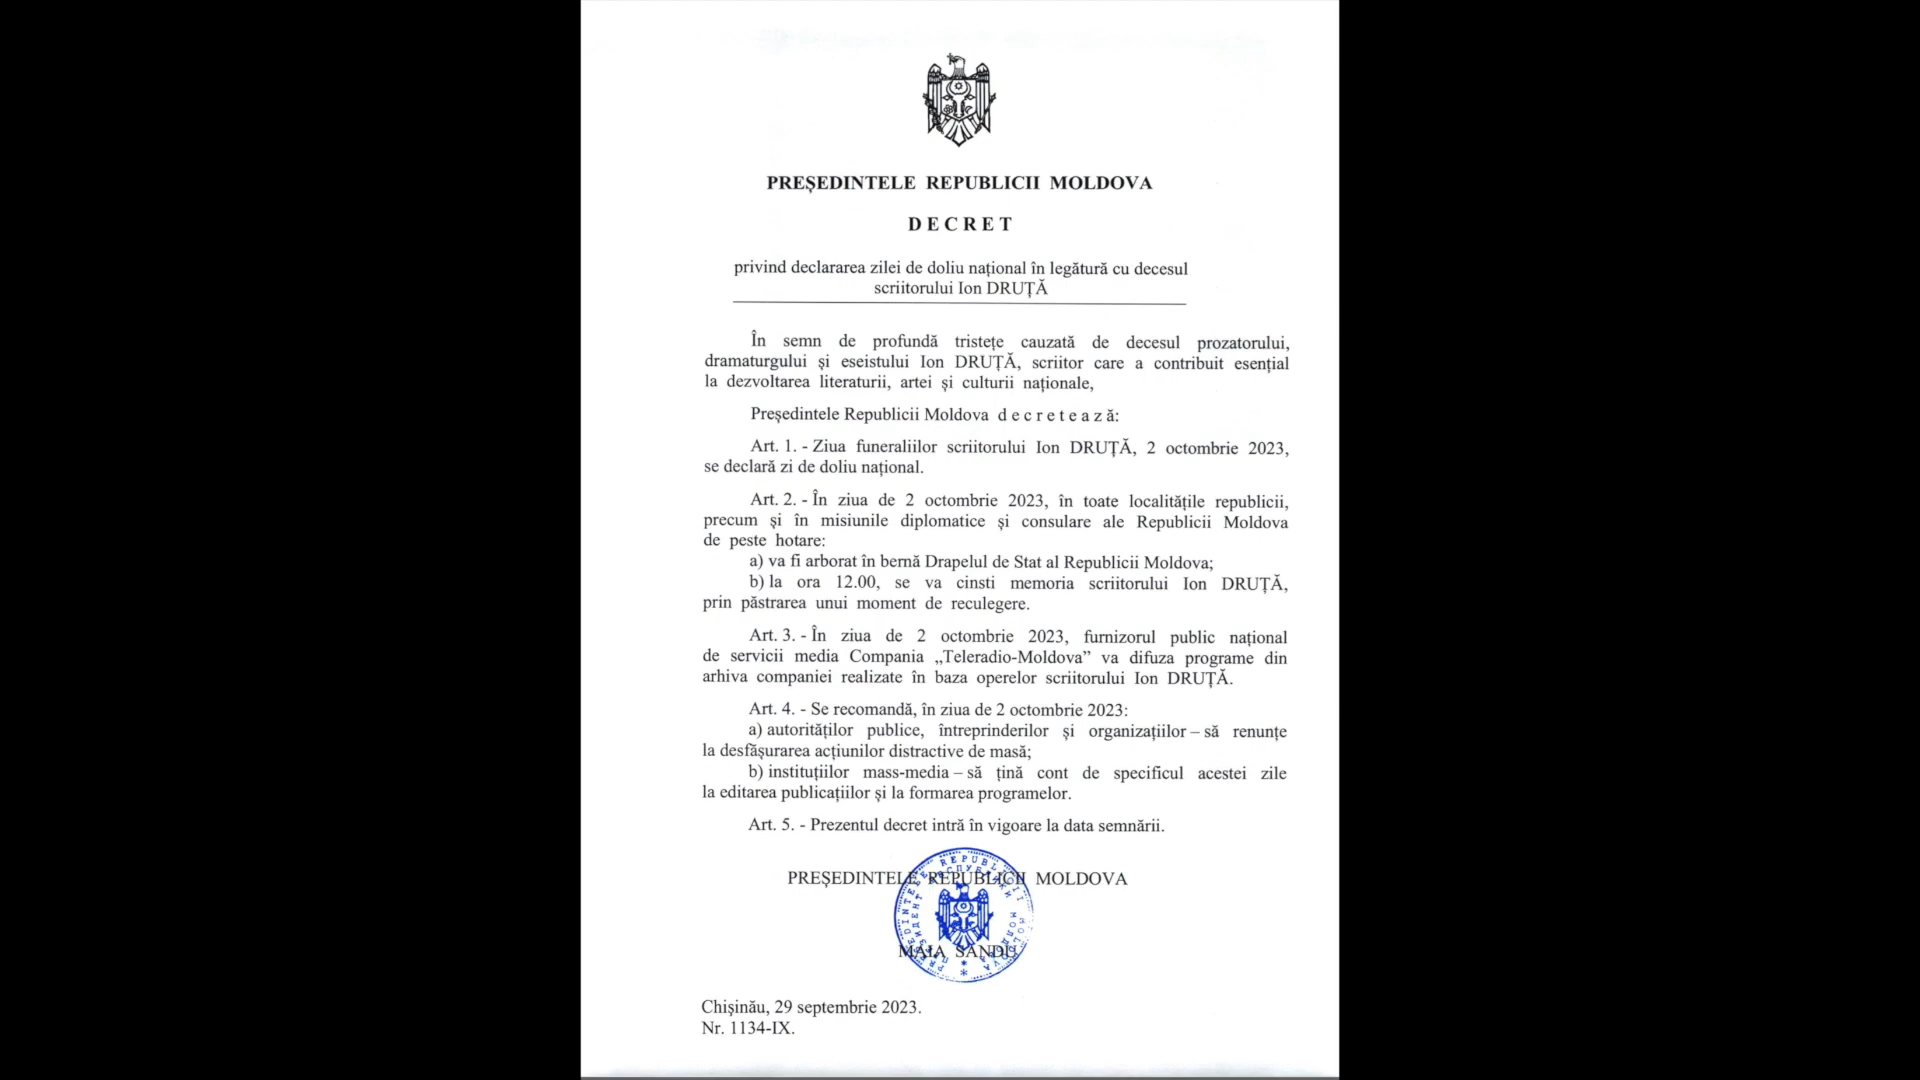 PREȘEDINTELE REPUBLICII MOLDOVA
D E C R E T
privind declararea zilei de doliu național în legătură cu decesul
scriitorului Ion DRUȚĂ
În semn de profundă tristețe cauzată de decesul prozatorului,
dramaturgului și eseistului Ion DRUȚĂ, scriitor care a contribuit esențial
la dezvoltarea literaturii, artei și culturii naționale,
Președintele Republicii Moldova d e c r e t e a z ă:
Art. 1. - Ziua funeraliilor scriitorului Ion DRUȚĂ, 2 octombrie 2023,
se declară zi de doliu național.
Art. 2. - În ziua de 2 octombrie 2023, în toate localitățile republicii,
precum și în misiunile diplomatice și consulare ale Republicii Moldova
de peste hotare:
a) va fi arborat în bernă Drapelul de Stat al Republicii Moldova;
b) la ora 12.00, se va cinsti memoria scriitorului Ion DRUȚĂ,
prin păstrarea unui moment de reculegere.
Art. 3. - În ziua de 2 octombrie 2023, furnizorul public național
de servicii media Compania „Teleradio-Moldova” va difuza programe din
arhiva companiei realizate în baza operelor scriitorului Ion DRUȚĂ.
Art. 4. - Se recomandă, în ziua de 2 octombrie 2023:
a) autorităților publice, întreprinderilor și organizațiilor – să renunțe
la desfășurarea acțiunilor distractive de masă;
b) instituțiilor mass-media – să țină cont de specificul acestei zile
la editarea publicațiilor și la formarea programelor.
Art. 5. - Prezentul decret intră în vigoare la data semnării.
PREȘEDINTELE REPUBLICII MOLDOVA
PREȘEDINTELE REPUBLICII MOLDOVA
ПРЕЗИДЕНТ РЕСПУБЛИКИ МОЛДОВА
MAIA SANDU
Chișinău, 29 septembrie 2023.
Nr. 1134-IX.